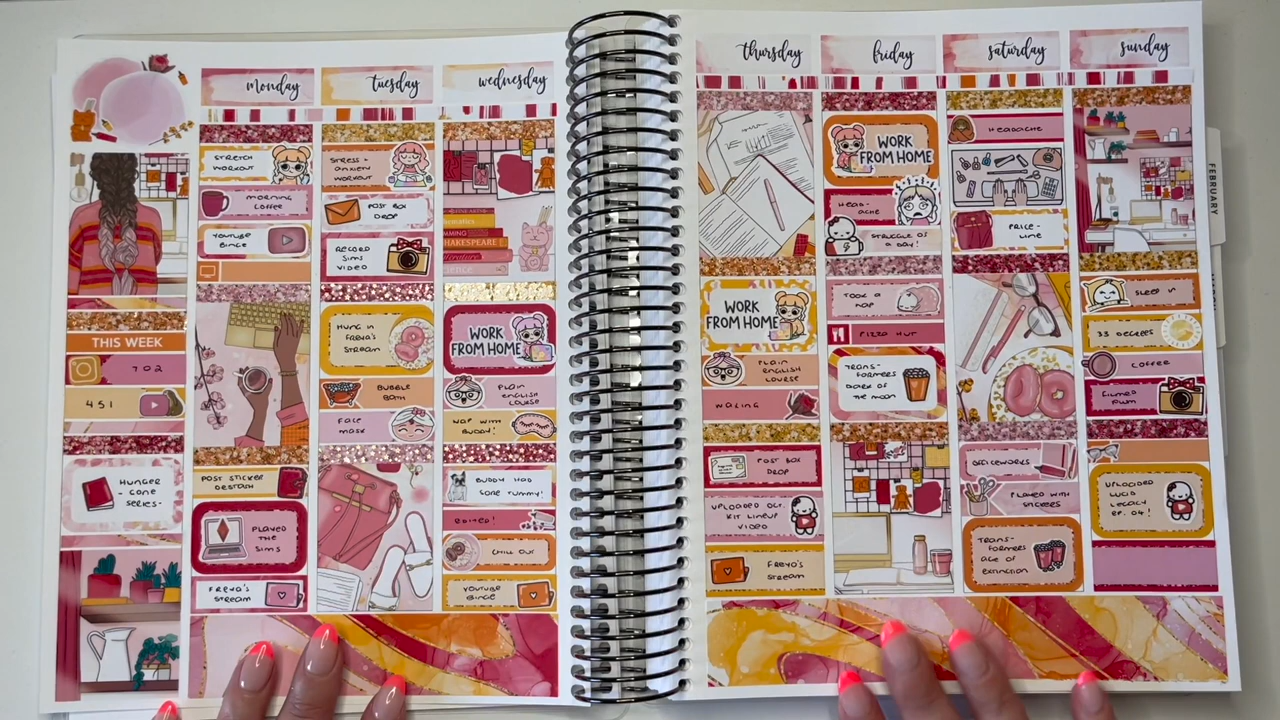 monday
tuesday
wednesday
thursday
friday
saturday
sunday
FEBRUARY
THIS WEEK
702
451
HUNGER
- GAME
SERIES-
STRETCH
WORKOUT
MORNING
COFFEE
YOUTUBE
BINGE
POST STICKER
DESTASH
PLAYED
THE
SIMS
FREYA'S
STREAM
STRESS +
ANXIETY
WORKOUT
POST BOX
DROP
RECORD
SIMS
VIDEO
HUNG IN
FREYA'S
STREAM
BUBBLE
BATH
FACE
MASK
SHAKESPEARE
WORK
FROM HOME
PLAIN
ENGLISH
COURSE
NAP WITH
BUDDY!
BUDDY HAD
SORE TUMMY!
EDITED!
CHILL OUT
YOUTUBE
BINGE
WORK
FROM HOME
PLAIN
ENGLISH
COURSE
WAXING
POST BOX
DROP
UPLOADED OCT.
KIT LINEUP
VIDEO
FREYA'S
STREAM
WORK
FROM HOME
HEAD-
ACHE
STRUGGLE OF
A DAY!
TOOK A
NAP
PIZZA HUT
TRANS-
FORMERS
DARK OF
THE MOON
HEADACHE
PRICE-
LINE
OFFICEWORKS
PLAYED WITH
STICKERS
TRANS-
FORMERS
AGE OF
EXTINCTION
SLEEP IN
33 DEGREES
COFFEE
FILMED
PWM
UPLOADED
LUCID
LEGACY
EP. 04!